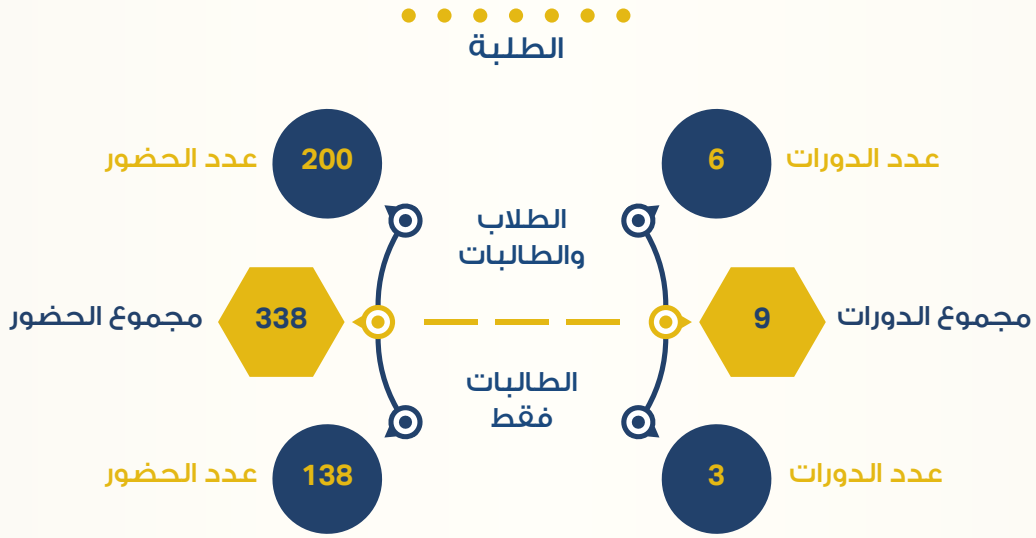 الطلبة
عدد الدورات
6
200
عدد الحضور
الطلاب
والطالبات
مجموع الدورات
9
338
مجموع الحضور
الطالبات
فقط
عدد الدورات
3
138
عدد الحضور